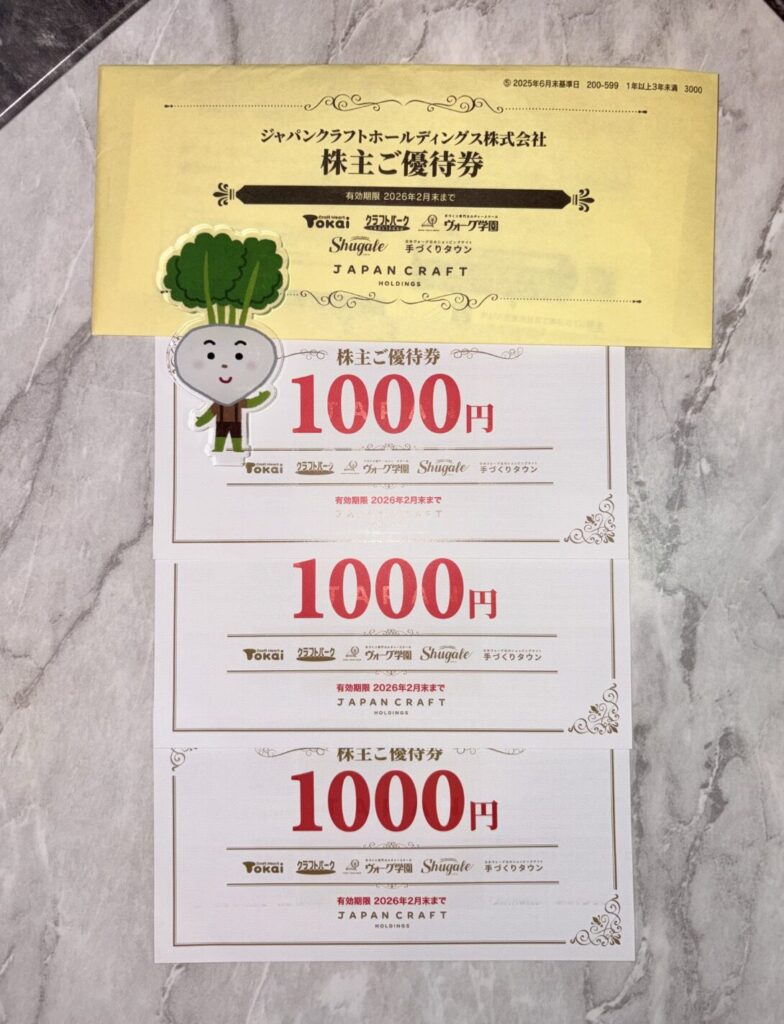 ⑤ 2025年6月末基準日 200-599 1年以上3年未満 3000
ジャパンクラフトホールディングス株式会社
株主ご優待券
有効期限 2026年2月末まで
Craft Heart Tokai クラフトパーク ヴォーグ学園
Shugale 手づくりタウン
JAPAN CRAFT
HOLDINGS
株主ご優待券
1000円
Craft Heart Tokai クラフトパーク ヴォーグ学園 Shugale 手づくりタウン
有効期限 2026年2月末まで
JAPAN CRAFT
1000円
Craft Heart Tokai クラフトパーク ヴォーグ学園 Shugale 手づくりタウン
有効期限 2026年2月末まで
JAPAN CRAFT
HOLDINGS
株主ご優待券
1000円
Craft Heart Tokai クラフトパーク ヴォーグ学園 Shugale 手づくりタウン
有効期限 2026年2月末まで
JAPAN CRAFT
HOLDINGS